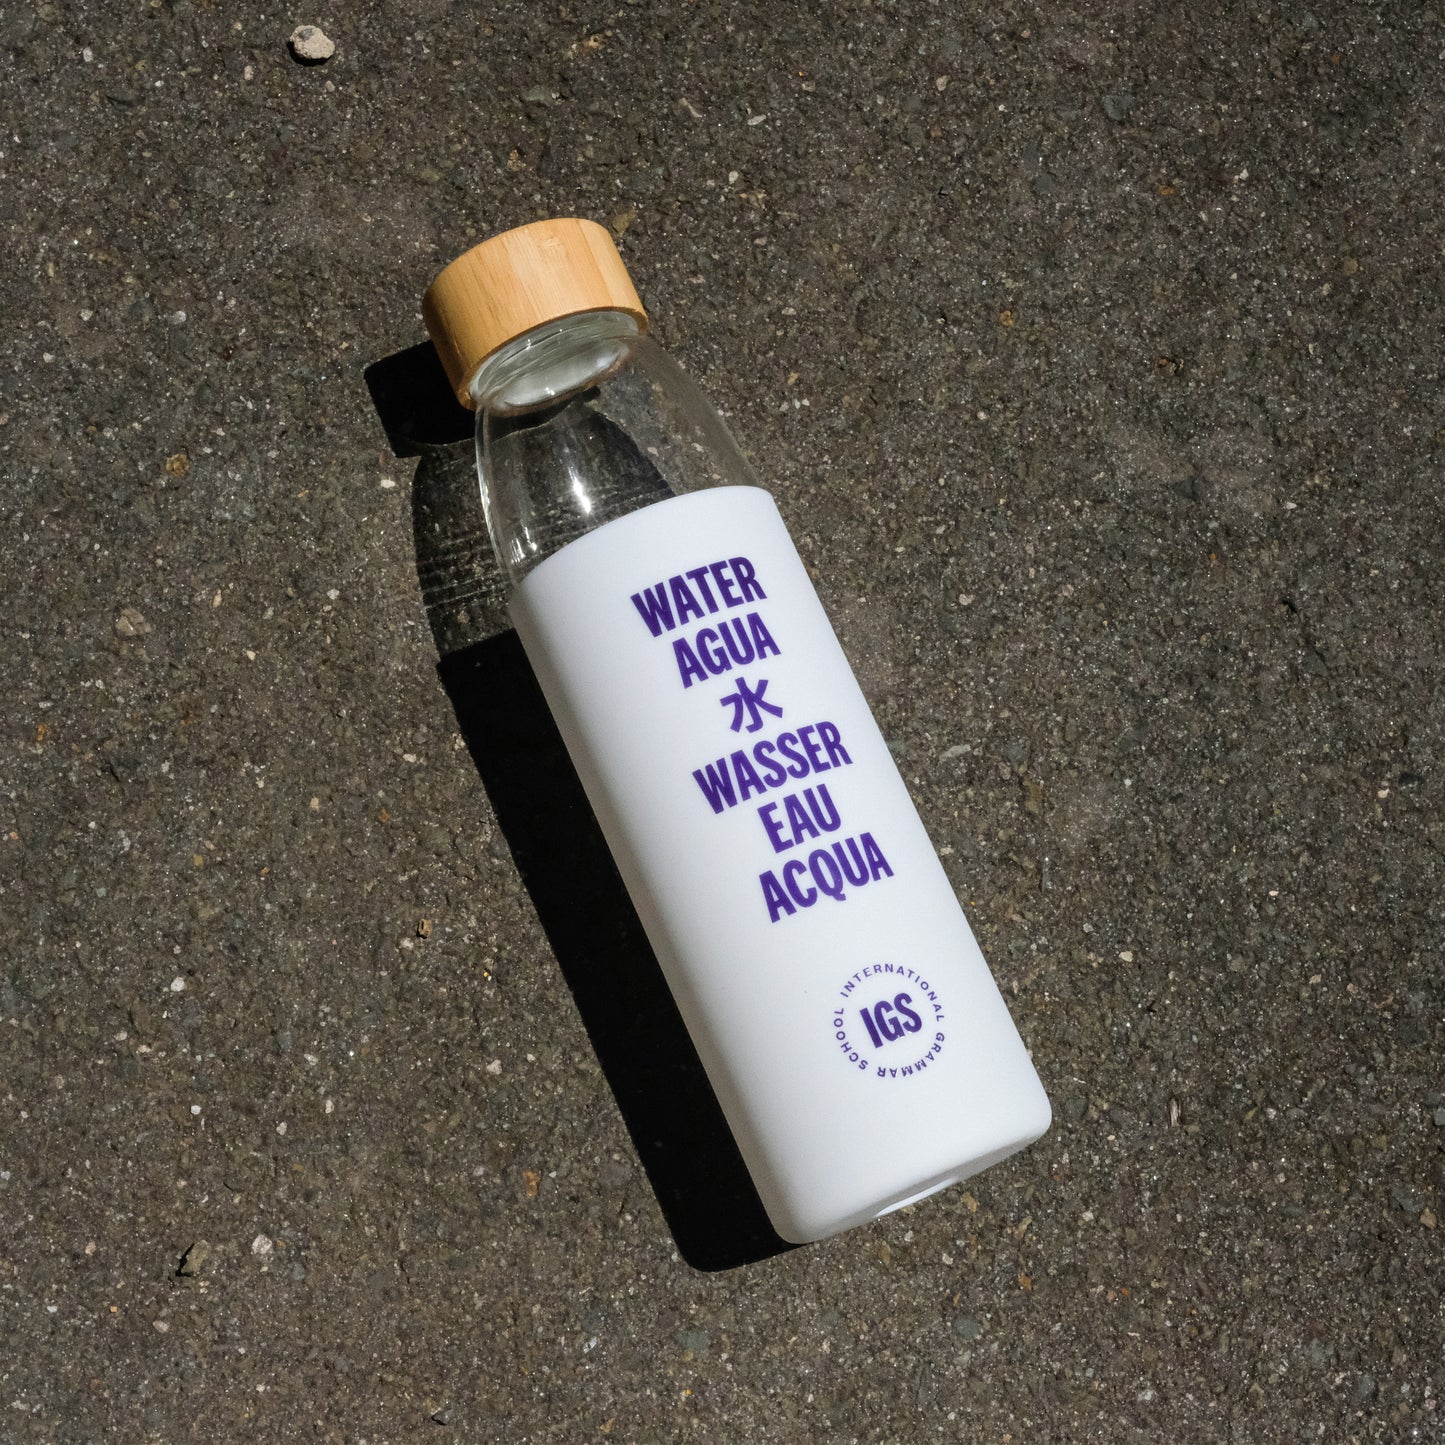 WATER
AGUA
水
WASSER
EAU
ACQUA
INTERNATIONAL GRAMMAR SCHOOL
IGS